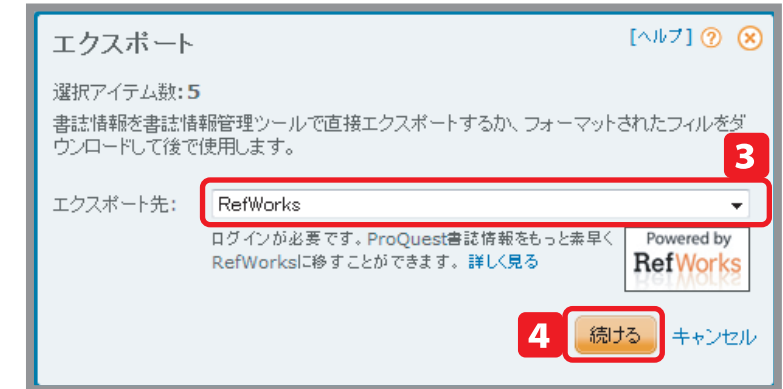 エクスポート
[ヘルプ] ?
選択アイテム数: 5
書誌情報を書誌情報管理ツールで直接エクスポートするか、フォーマットされたフィルをダ
ウンロードして後で使用します。
3
エクスポート先: RefWorks
ログインが必要です。ProQuest書誌情報をもっと素早く
RefWorksに移すことができます。詳しく見る
Powered by
RefWorks
4
続ける キャンセル